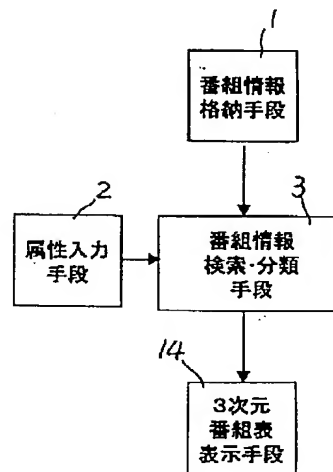 1
番組情報
格納手段
2
属性入力
手段
3
番組情報
検索・分類
手段
14
3次元
番組表
表示手段